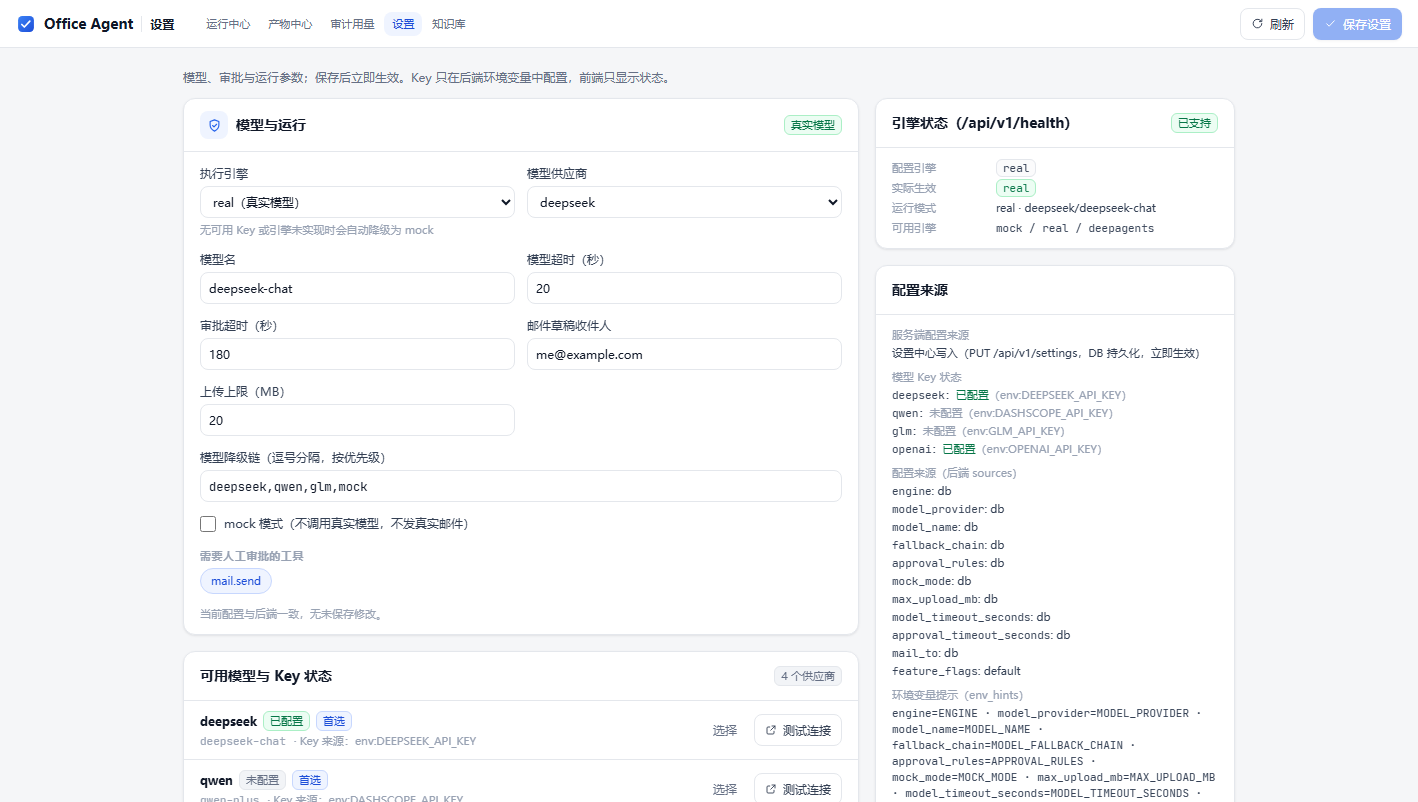 Office Agent 设置 运行中心 产物中心 审计用量 设置 知识库 刷新 保存设置
模型、审批与运行参数；保存后立即生效。Key 只在后端环境变量中配置，前端只显示状态。
模型与运行 真实模型
执行引擎 模型供应商
real（真实模型） deepseek
无可用 Key 或引擎未实现时会自动降级为 mock
模型名 模型超时（秒）
deepseek-chat 20
审批超时（秒） 邮件草稿收件人
180 me@example.com
上传上限（MB）
20
模型降级链（逗号分隔，按优先级）
deepseek,qwen,glm,mock
mock 模式（不调用真实模型，不发真实邮件）
需要人工审批的工具
mail.send
当前配置与后端一致，无未保存修改。
可用模型与 Key 状态 4 个供应商
deepseek 已配置 首选 选择 测试连接
deepseek-chat · Key 来源：env:DEEPSEEK_API_KEY
qwen 未配置 首选 选择 测试连接
qwen-plus · Key 来源：env:DASHSCOPE_API_KEY
引擎状态（/api/v1/health） 已支持
配置引擎 real
实际生效 real
运行模式 real · deepseek/deepseek-chat
可用引擎 mock / real / deepagents
配置来源
服务端配置来源
设置中心写入（PUT /api/v1/settings，DB 持久化，立即生效）
模型 Key 状态
deepseek: 已配置（env:DEEPSEEK_API_KEY）
qwen: 未配置（env:DASHSCOPE_API_KEY）
glm: 未配置（env:GLM_API_KEY）
openai: 已配置（env:OPENAI_API_KEY）
配置来源（后端 sources）
engine: db
model_provider: db
model_name: db
fallback_chain: db
approval_rules: db
mock_mode: db
max_upload_mb: db
model_timeout_seconds: db
approval_timeout_seconds: db
mail_to: db
feature_flags: default
环境变量提示（env_hints）
engine=ENGINE · model_provider=MODEL_PROVIDER ·
model_name=MODEL_NAME ·
fallback_chain=MODEL_FALLBACK_CHAIN ·
approval_rules=APPROVAL_RULES ·
mock_mode=MOCK_MODE · max_upload_mb=MAX_UPLOAD_MB
· model_timeout_seconds=MODEL_TIMEOUT_SECONDS ·